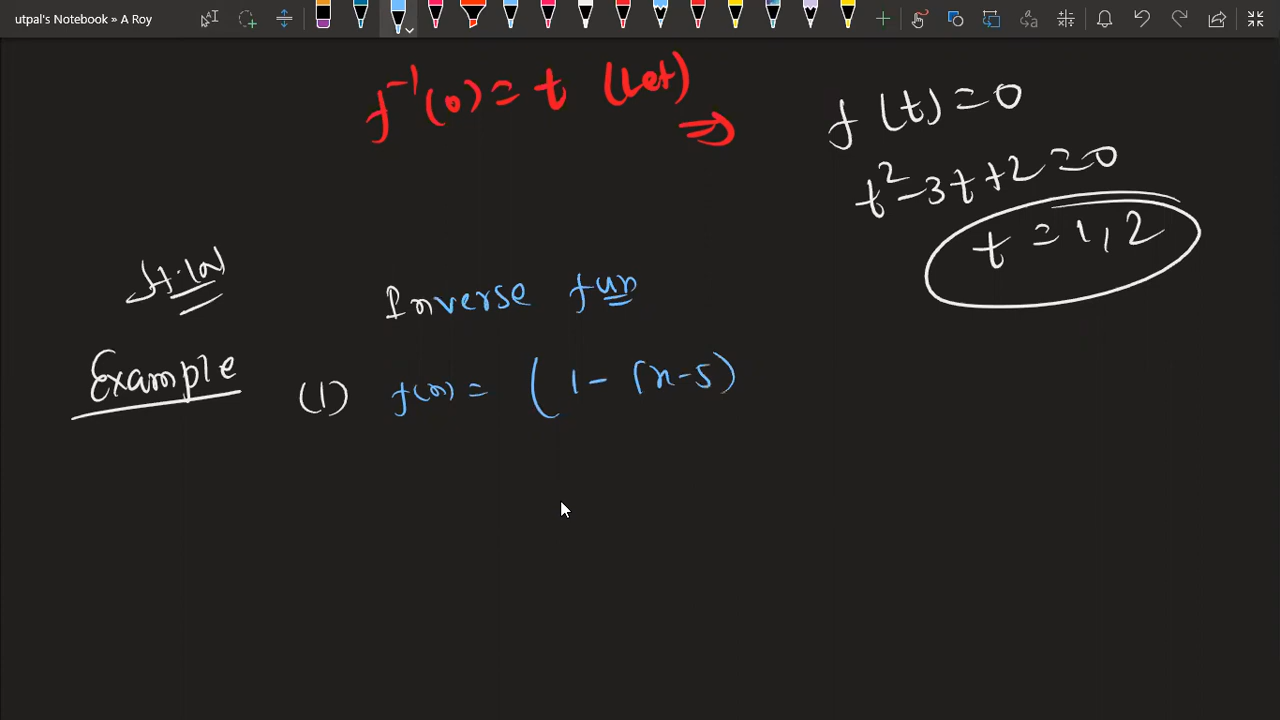 utpal's Notebook » A Roy
f⁻¹(0) = t (Let) ⇒
f(t) = 0
t² - 3t + 2 = 0
t = 1, 2
Inverse fun
Example (1) f(x) = (1 - (x - 5)